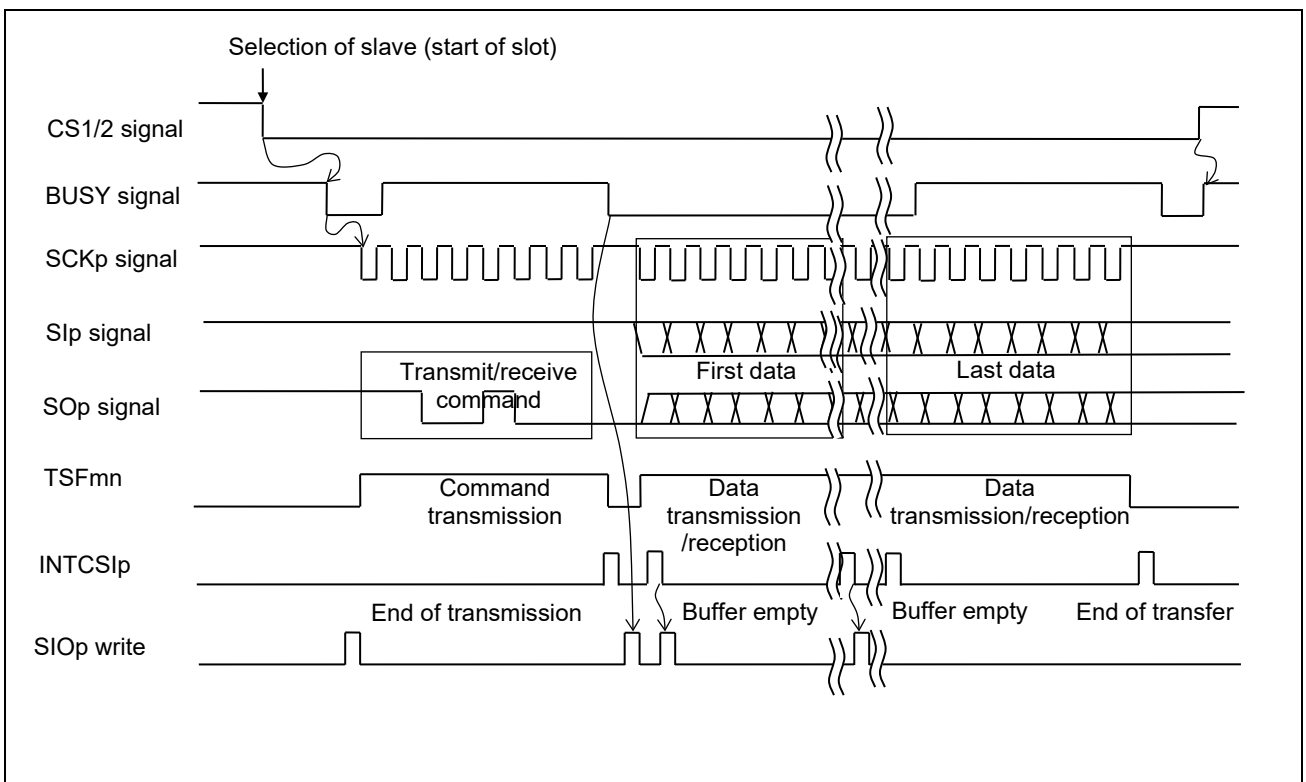 Selection of slave (start of slot)
CS1/2 signal
BUSY signal
SCKp signal
SIp signal
Transmit/receive
command
First data
Last data
SOp signal
TSFmn
Command
transmission
Data
transmission
/reception
Data
transmission/reception
INTCSIp
End of transmission
Buffer empty
Buffer empty
End of transfer
SIOp write